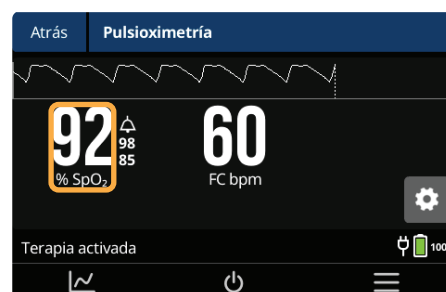 Atrás Pulsioximetría
92 98 60
85
% SpO₂ FC bpm
Terapia activada 100